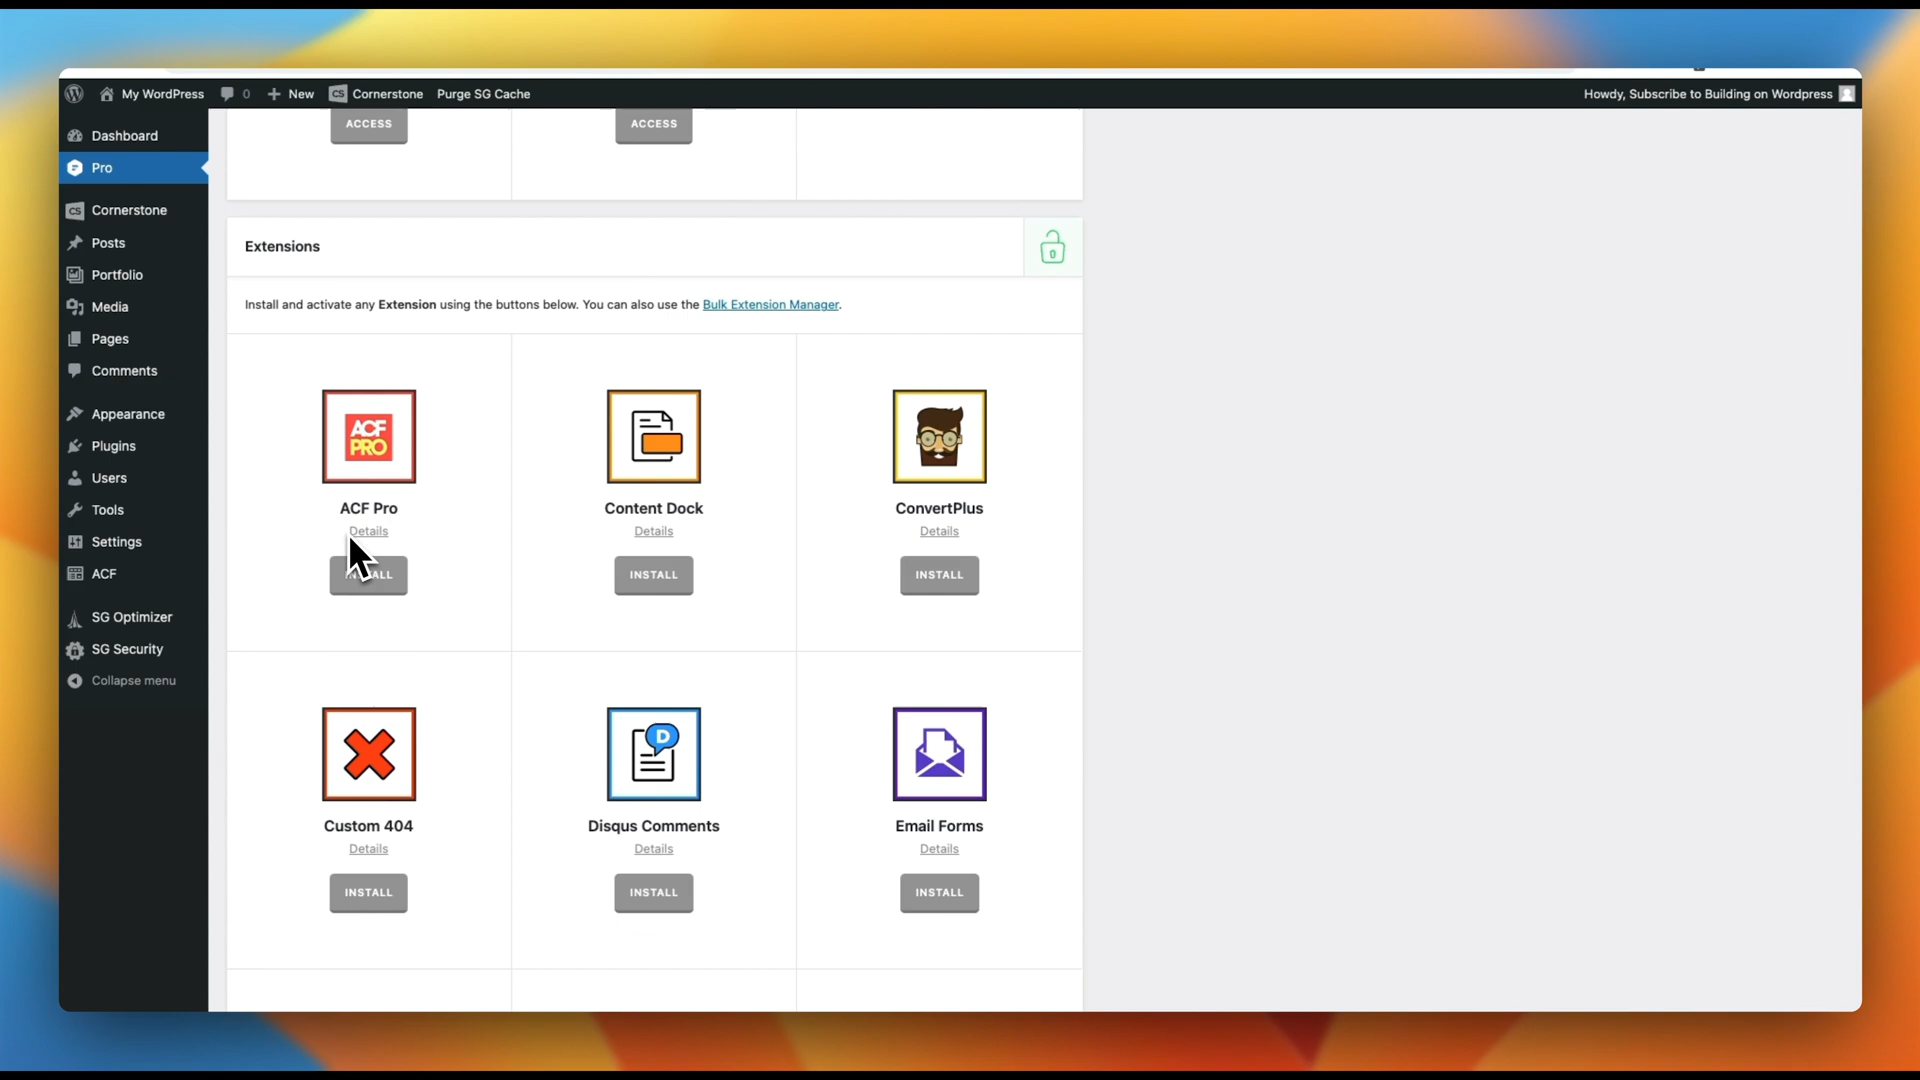 My WordPress
0
New
CS
Cornerstone
Purge SG Cache
Howdy, Subscribe to Building on Wordpress
Dashboard
Pro
CS
Cornerstone
Posts
Portfolio
Media
Pages
Comments
Appearance
Plugins
Users
Tools
Settings
ACF
SG Optimizer
SG Security
Collapse menu
ACCESS
ACCESS
Extensions
Install and activate any Extension using the buttons below. You can also use the Bulk Extension Manager.
ACF
PRO
ACF Pro
Details
Content Dock
Details
INSTALL
ConvertPlus
Details
INSTALL
Custom 404
Details
INSTALL
D
Disqus Comments
Details
INSTALL
Email Forms
Details
INSTALL